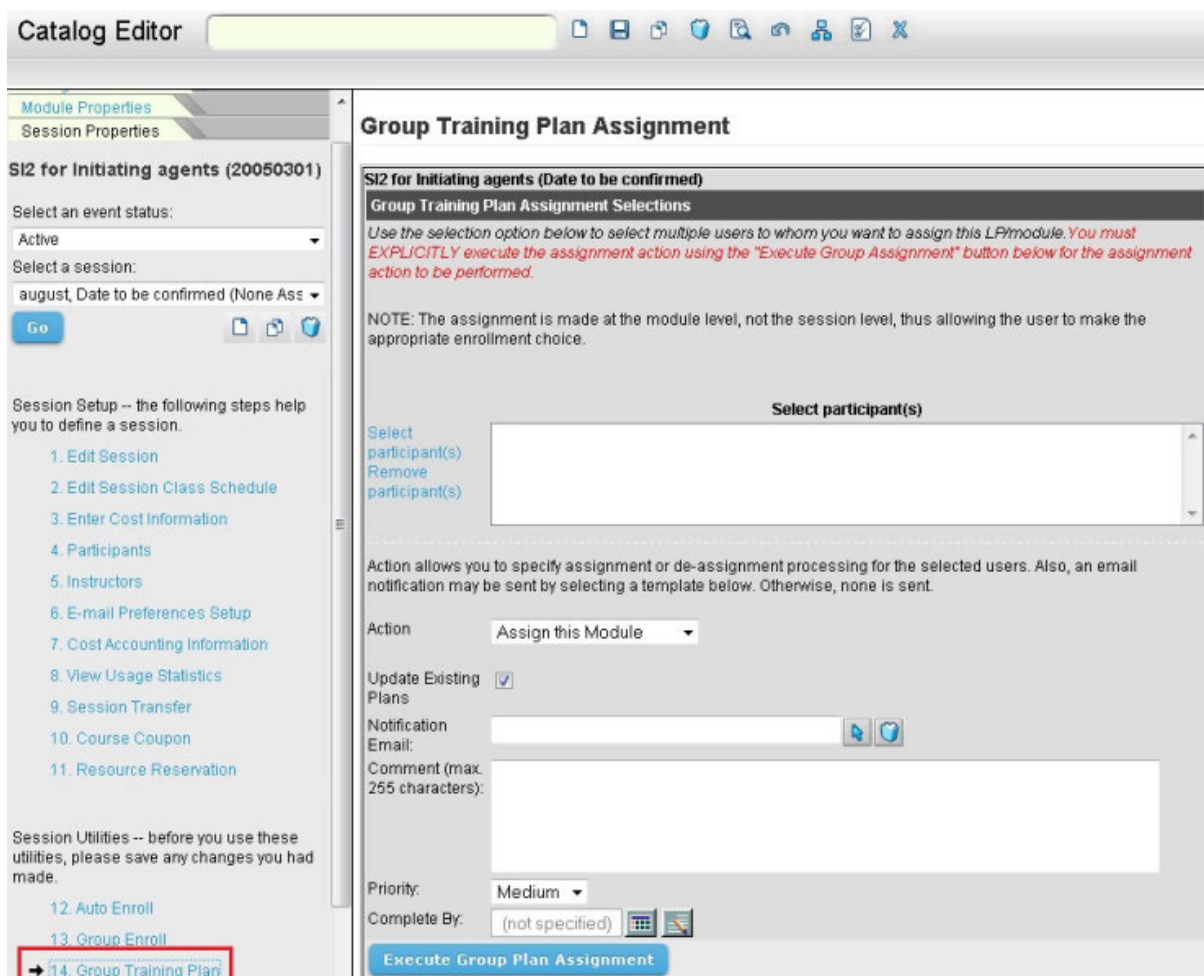 Catalog Editor
Module Properties
Session Properties
SI2 for Initiating agents (20050301)
Select an event status:
Active
Select a session:
august, Date to be confirmed (None Ass
Go
Session Setup -- the following steps help
you to define a session.
1. Edit Session
2. Edit Session Class Schedule
3. Enter Cost Information
4. Participants
5. Instructors
6. E-mail Preferences Setup
7. Cost Accounting Information
8. View Usage Statistics
9. Session Transfer
10. Course Coupon
11. Resource Reservation
Session Utilities -- before you use these
utilities, please save any changes you had
made.
12. Auto Enroll
13. Group Enroll
14. Group Training Plan
Group Training Plan Assignment
SI2 for Initiating agents (Date to be confirmed)
Group Training Plan Assignment Selections
Use the selection option below to select multiple users to whom you want to assign this LP/module.You must
EXPLICITLY execute the assignment action using the "Execute Group Assignment" button below for the assignment
action to be performed.
NOTE: The assignment is made at the module level, not the session level, thus allowing the user to make the
appropriate enrollment choice.
Select participant(s)
Select
participant(s)
Remove
participant(s)
Action allows you to specify assignment or de-assignment processing for the selected users. Also, an email
notification may be sent by selecting a template below. Otherwise, none is sent.
Action
Assign this Module
Update Existing
Plans
Notification
Email:
Comment (max.
255 characters):
Priority:
Medium
Complete By:
(not specified)
Execute Group Plan Assignment